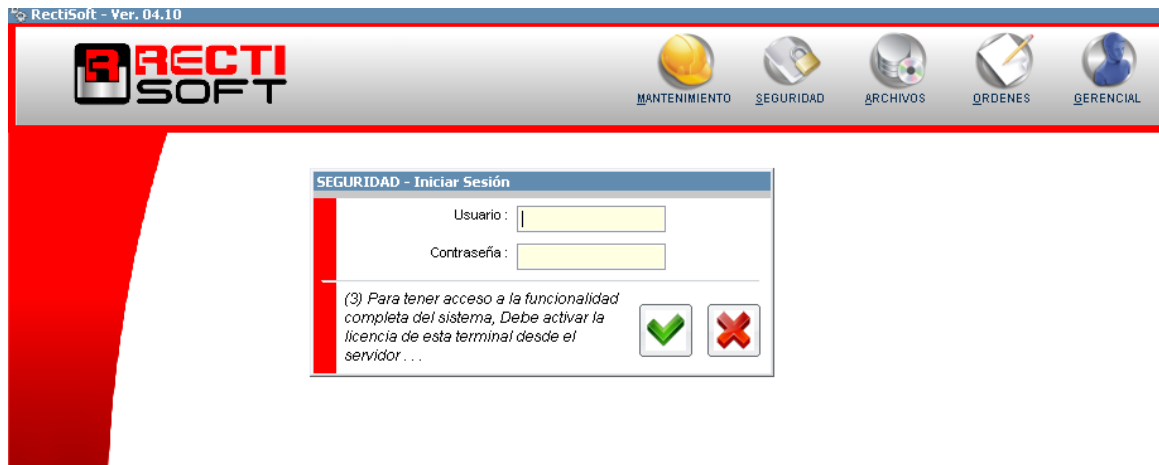 RectiSoft - Ver. 04.10
RECTI
SOFT
MANTENIMIENTO
SEGURIDAD
ARCHIVOS
ORDENES
GERENCIAL
SEGURIDAD - Iniciar Sesión
Usuario :
Contraseña :
(3) Para tener acceso a la funcionalidad
completa del sistema, Debe activar la
licencia de esta terminal desde el
servidor . . .